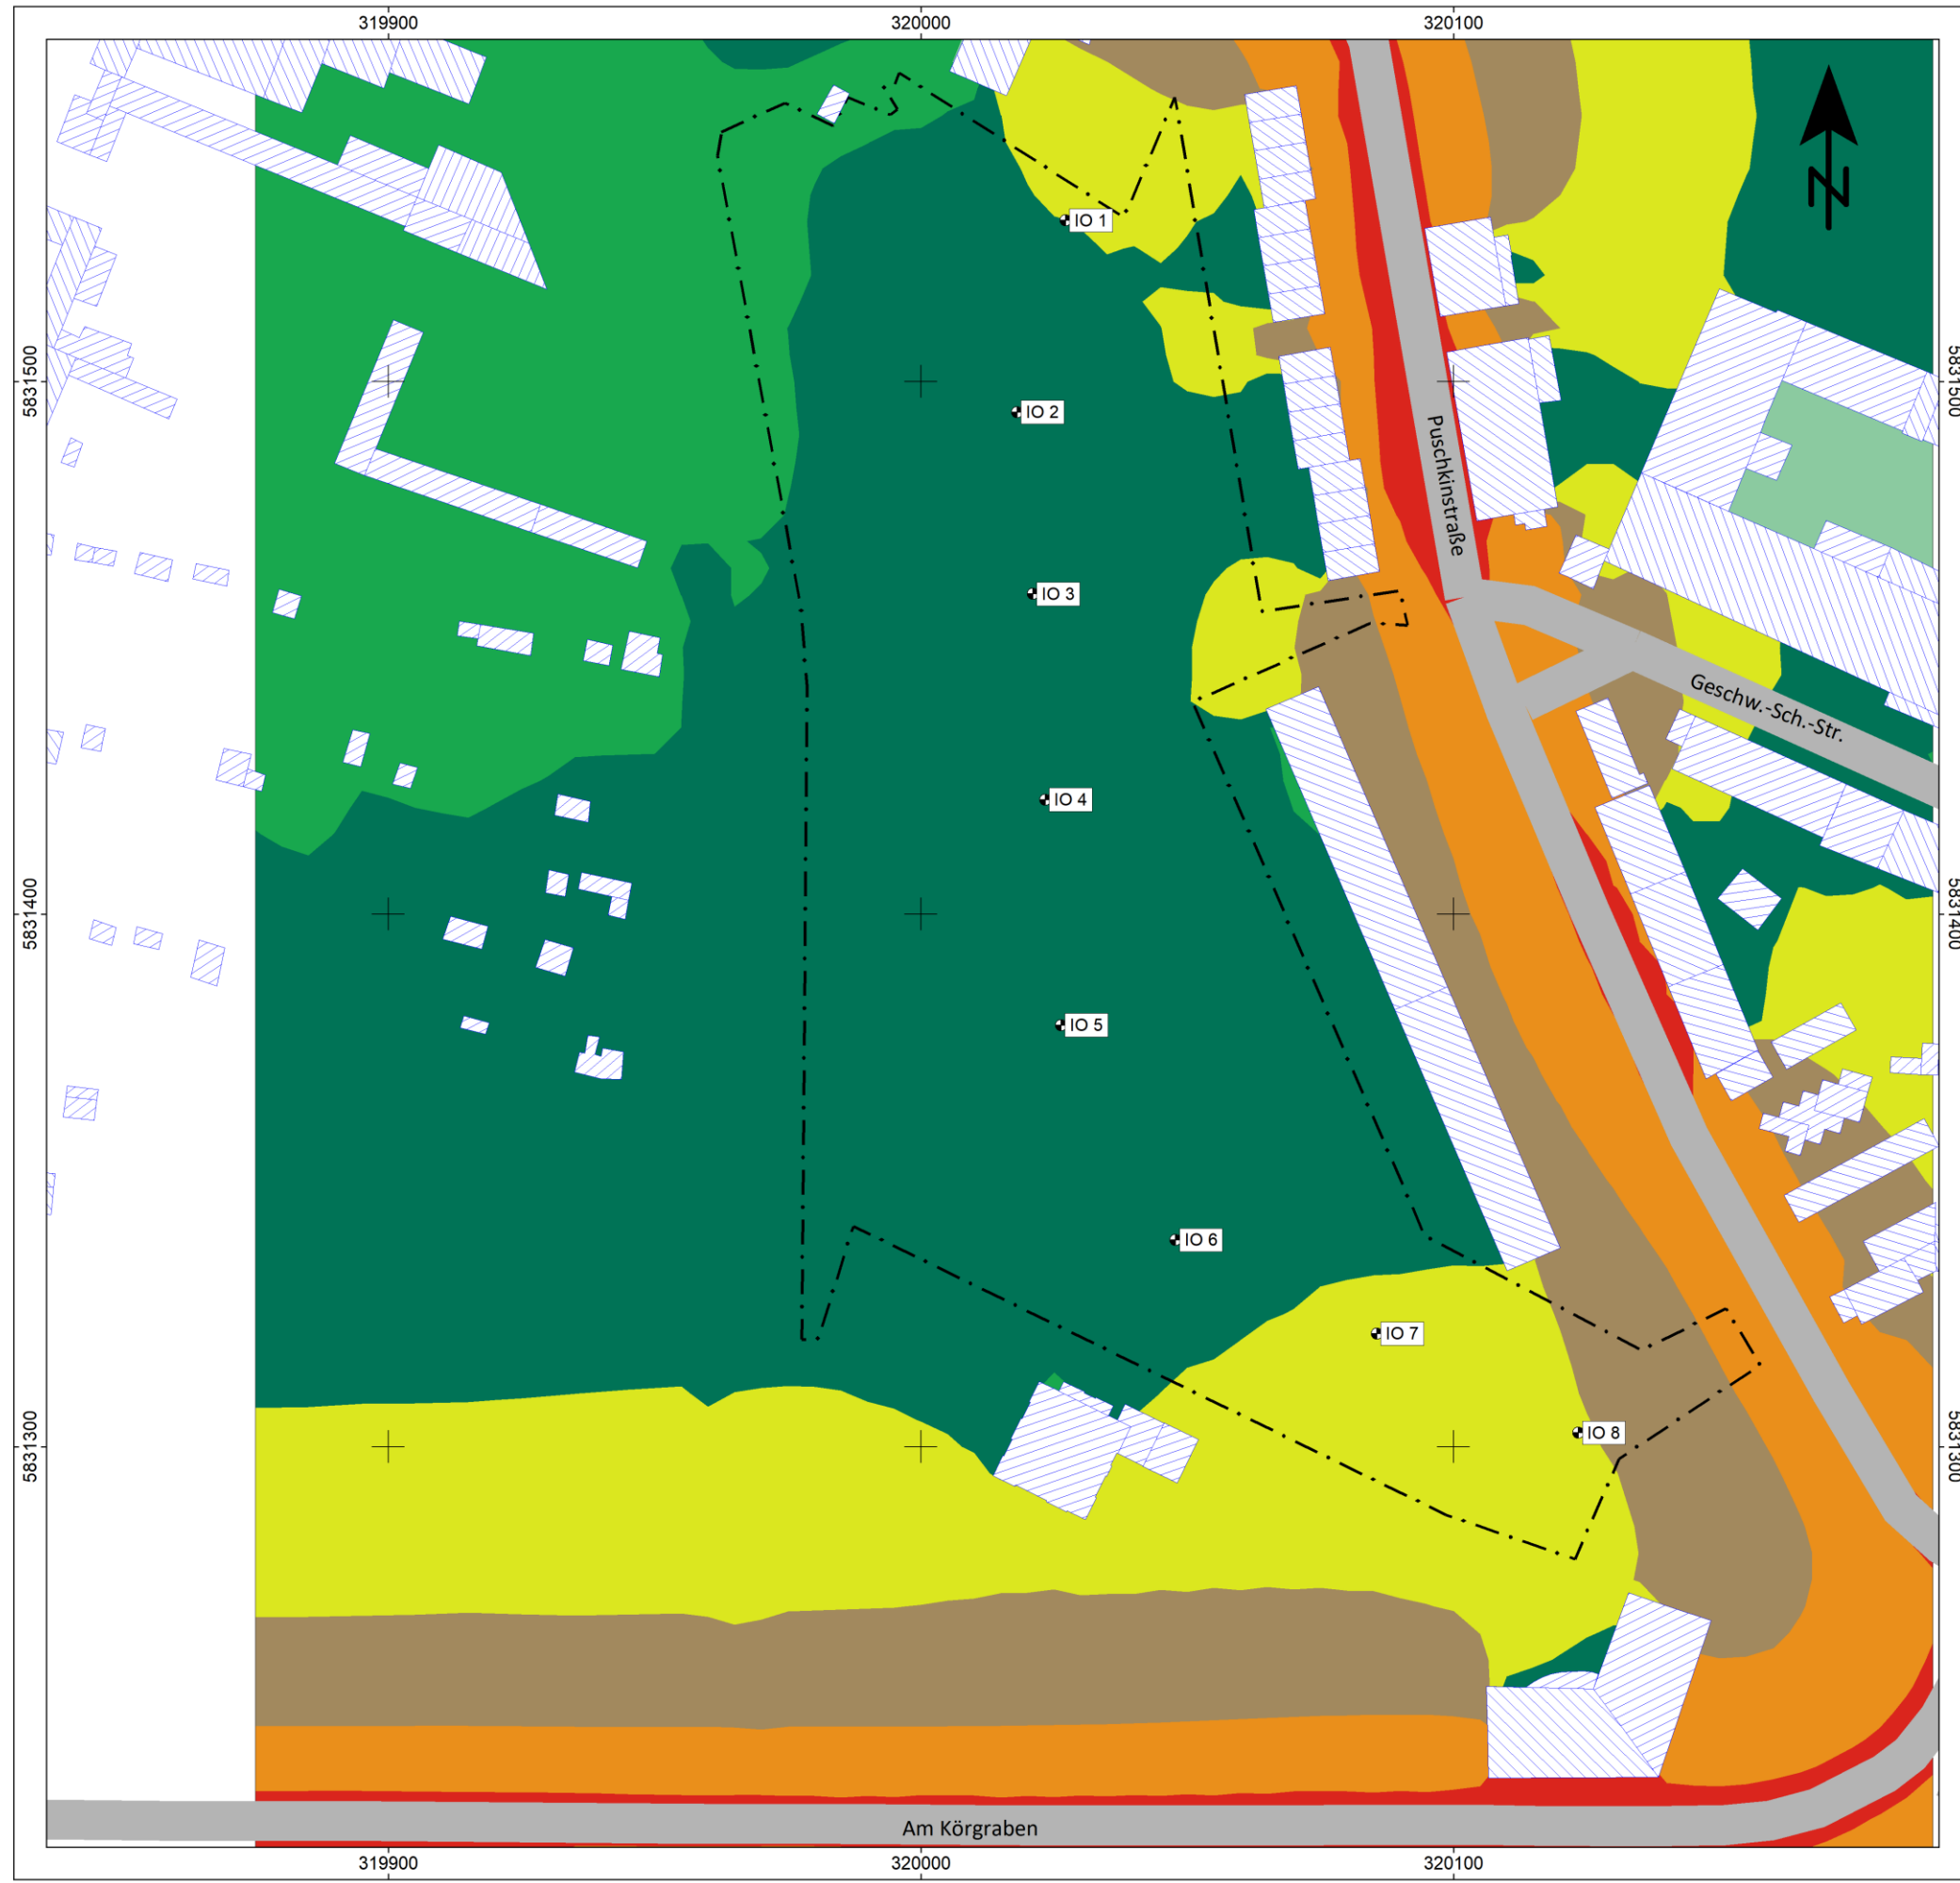 319900
320000
320100
N
IO 1
5831500
5831500
IO 2
Puschkinstraße
IO 3
Geschw.-Sch.-Str.
IO 4
5831400
5831400
IO 5
IO 6
IO 7
IO 8
5831300
5831300
Am Körgraben
319900
320000
320100